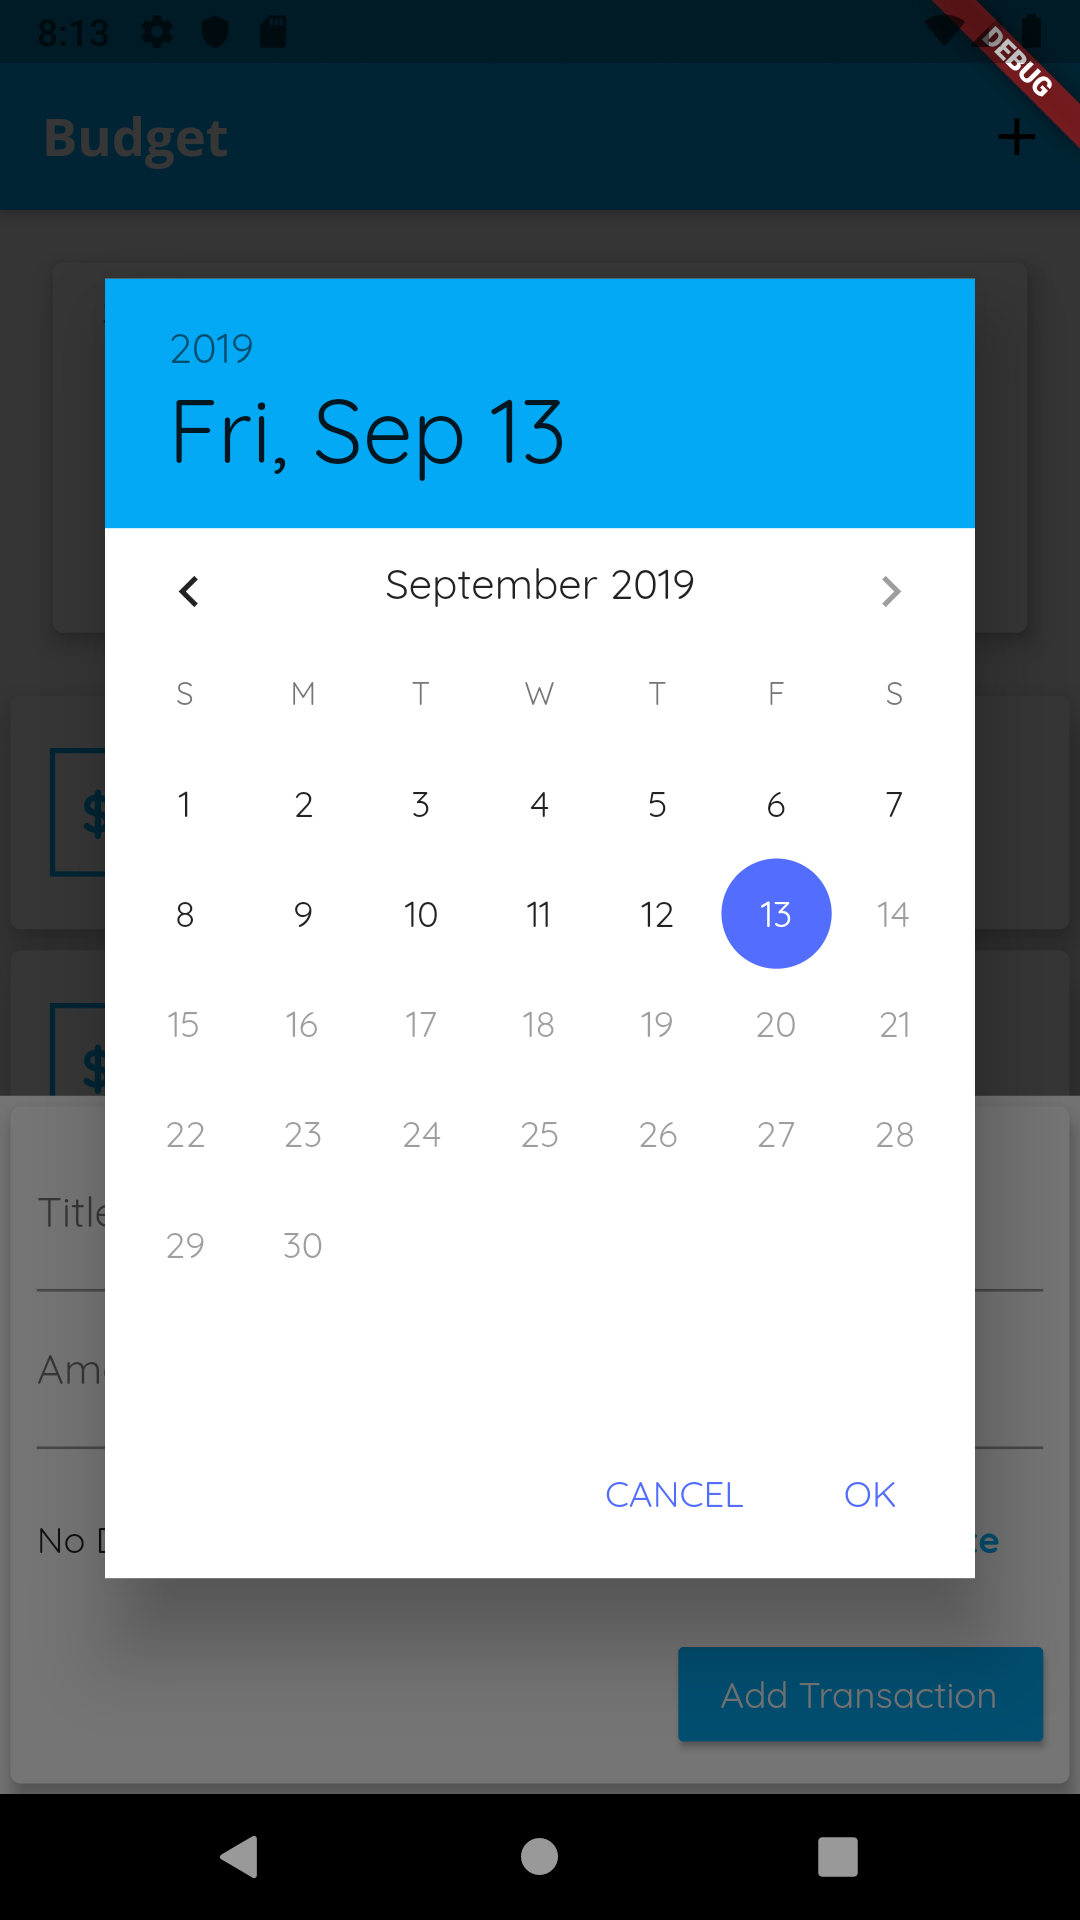 8:13
DEBUG
Budget
2019
Fri, Sep 13
September 2019
S M T W T F S
1 2 3 4 5 6 7
8 9 10 11 12 13 14
15 16 17 18 19 20 21
22 23 24 25 26 27 28
29 30
$
$
Title
CANCEL OK
No
Add Transaction